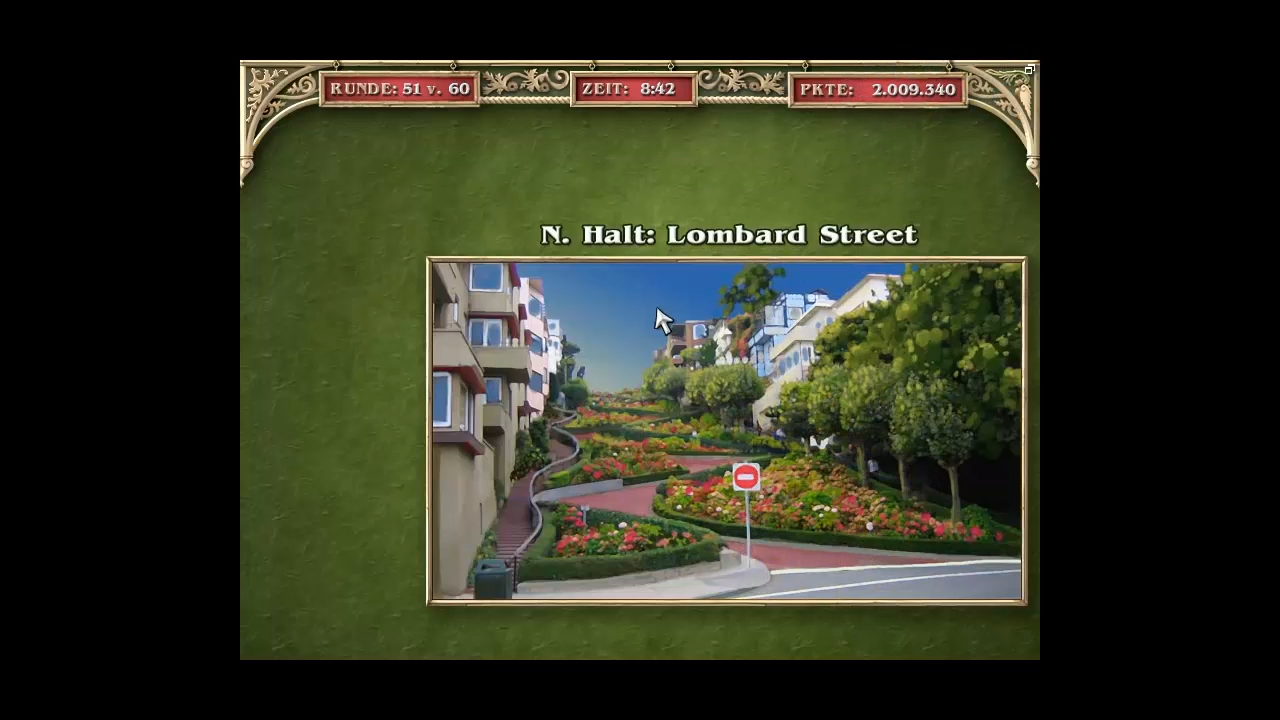 RUNDE: 51 v. 60
ZEIT: 8:42
PKTE: 2.009.340
N. Halt: Lombard Street